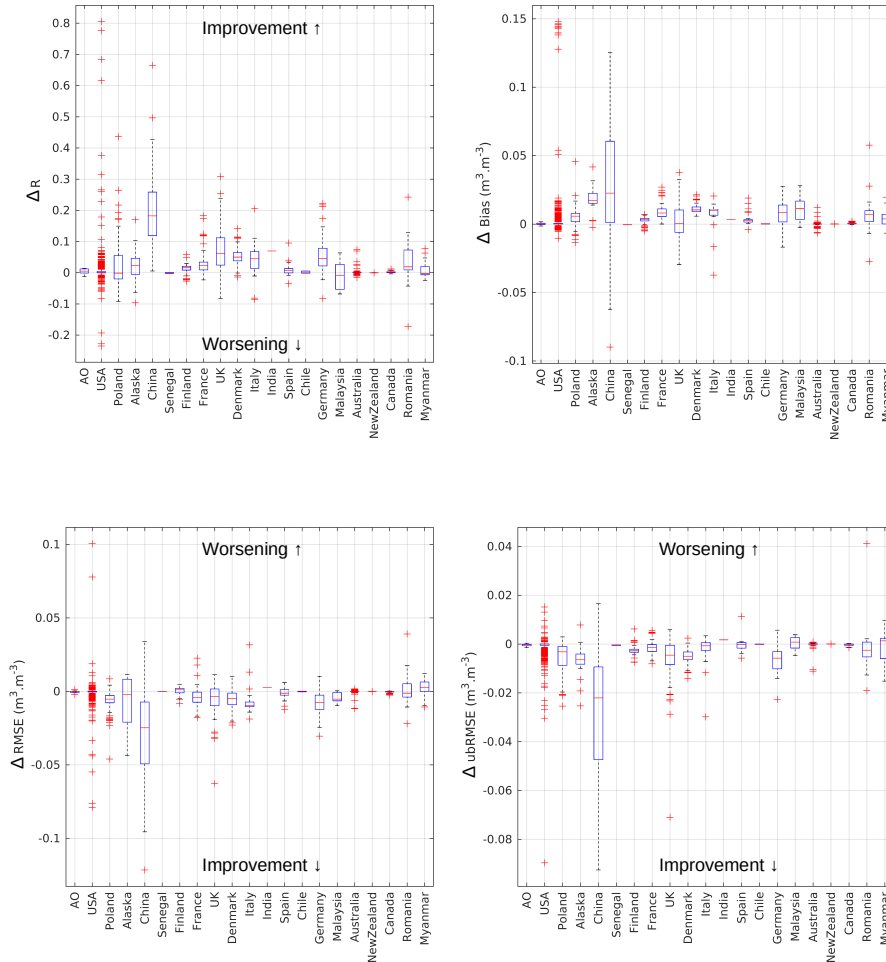 Improvement ↑
0.8
0.7
0.6
0.5
0.4
0.3
0.2
0.1
0
-0.1
-0.2
Δ R
Worsening ↓
AO
USA
Poland
Alaska
China
Senegal
Finland
France
UK
Denmark
Italy
India
Spain
Chile
Germany
Malaysia
Australia
NewZealand
Canada
Romania
Myanmar
0.15
0.1
0.05
0
-0.05
-0.1
Δ Bias (m³.m⁻³)
AO
USA
Poland
Alaska
China
Senegal
Finland
France
UK
Denmark
Italy
India
Spain
Chile
Germany
Malaysia
Australia
NewZealand
Canada
Romania
Myanmar
Worsening ↑
0.1
0.05
0
-0.05
-0.1
Δ RMSE (m³.m⁻³)
Improvement ↓
AO
USA
Poland
Alaska
China
Senegal
Finland
France
UK
Denmark
Italy
India
Spain
Chile
Germany
Malaysia
Australia
NewZealand
Canada
Romania
Myanmar
Worsening ↑
0.04
0.02
0
-0.02
-0.04
-0.06
-0.08
Δ ubRMSE (m³.m⁻³)
Improvement ↓
AO
USA
Poland
Alaska
China
Senegal
Finland
France
UK
Denmark
Italy
India
Spain
Chile
Germany
Malaysia
Australia
NewZealand
Canada
Romania
Myanmar